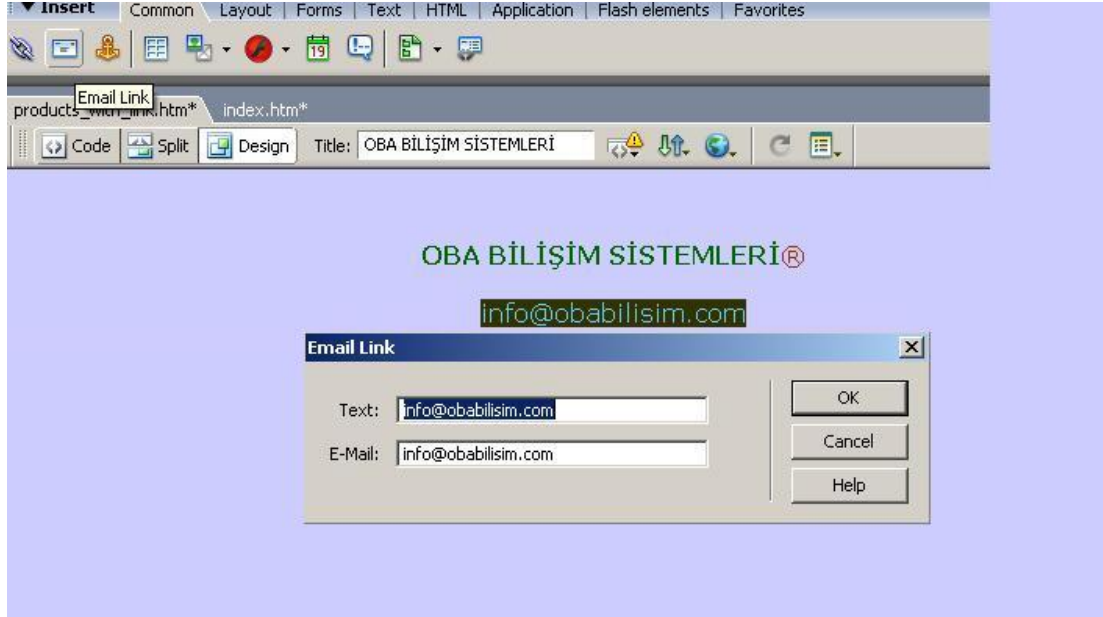 ▼ Insert Common Layout | Forms | Text | HTML | Application | Flash elements | Favorites
19
Email Link
products_with_link.htm* index.htm*
Code Split Design Title: OBA BİLİŞİM SİSTEMLERİ
OBA BİLİŞİM SİSTEMLERİ®
info@obabilisim.com
Email Link
Text: info@obabilisim.com OK
E-Mail: info@obabilisim.com Cancel
Help